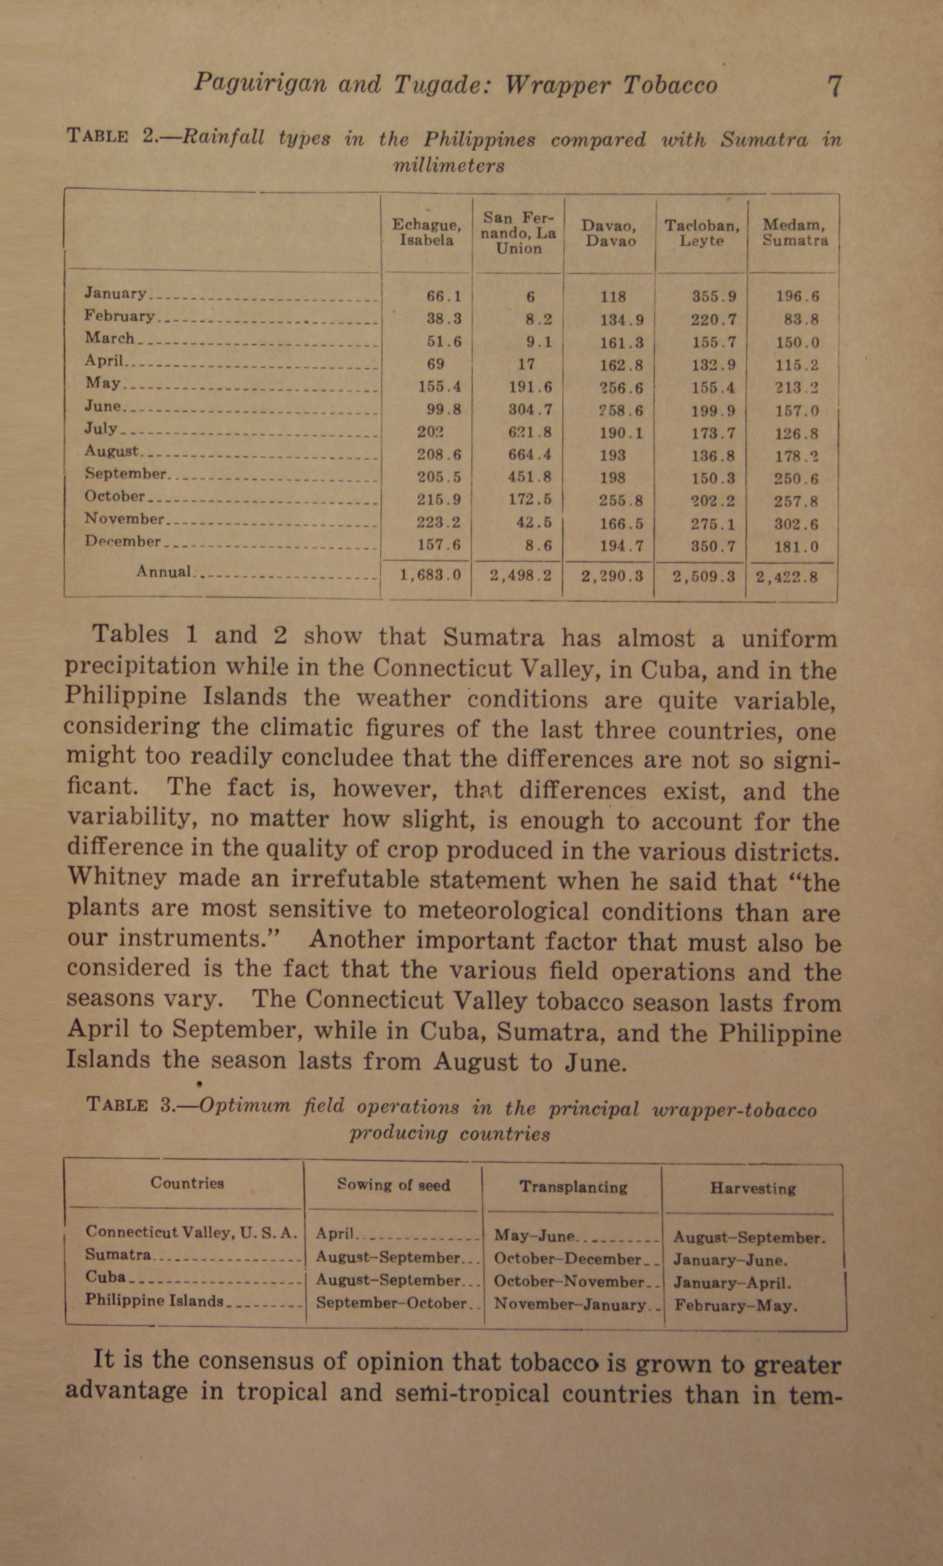 Paguirigan and Tugade: Wrapper Tobacco 7
TABLE 2.—Rainfall types in the Philippines compared with Sumatra in
millimeters
Echague, Isabela | San Fernando, La Union | Davao, Davao | Tacloban, Leyte | Medam, Sumatra
January 66.1 6 118 355.9 196.6
February 38.3 8.2 134.9 220.7 83.8
March 51.6 9.1 161.3 155.7 150.0
April 69 17 162.8 132.9 115.2
May 155.4 191.6 256.6 155.4 213.2
June 99.8 304.7 258.6 199.9 157.0
July 202 621.8 190.1 173.7 126.8
August 208.6 664.4 193 136.8 178.2
September 205.5 451.8 198 150.3 250.6
October 215.9 172.5 255.8 202.2 257.8
November 223.2 42.5 166.5 275.1 302.6
December 157.6 8.6 194.7 350.7 181.0
Annual 1,683.0 2,498.2 2,290.3 2,509.3 2,422.8
Tables 1 and 2 show that Sumatra has almost a uniform
precipitation while in the Connecticut Valley, in Cuba, and in the
Philippine Islands the weather conditions are quite variable,
considering the climatic figures of the last three countries, one
might too readily concludee that the differences are not so signi-
ficant. The fact is, however, that differences exist, and the
variability, no matter how slight, is enough to account for the
difference in the quality of crop produced in the various districts.
Whitney made an irrefutable statement when he said that “the
plants are most sensitive to meteorological conditions than are
our instruments.” Another important factor that must also be
considered is the fact that the various field operations and the
seasons vary. The Connecticut Valley tobacco season lasts from
April to September, while in Cuba, Sumatra, and the Philippine
Islands the season lasts from August to June.
TABLE 3.—Optimum field operations in the principal wrapper-tobacco
producing countries
Countries | Sowing of seed | Transplanting | Harvesting
Connecticut Valley, U. S. A. April May–June August–September.
Sumatra August–September October–December January–June.
Cuba August–September October–November January–April.
Philippine Islands September–October November–January February–May.
It is the consensus of opinion that tobacco is grown to greater
advantage in tropical and semi-tropical countries than in tem-